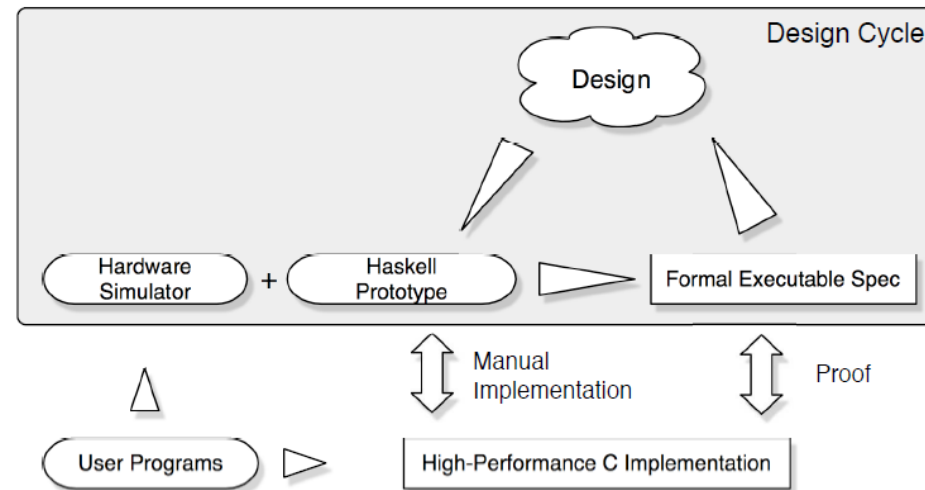 Design Cycle
Design
Hardware
Simulator
+
Haskell
Prototype
Formal Executable Spec
Manual
Implementation
Proof
User Programs
High-Performance C Implementation